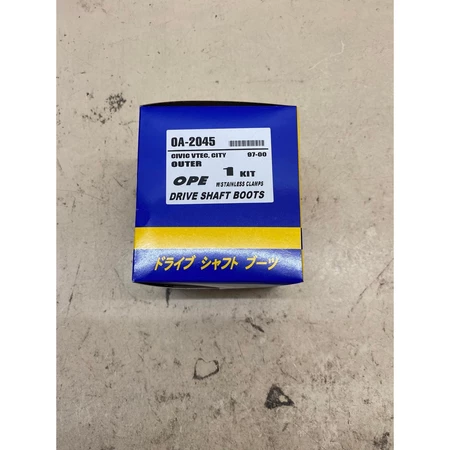 OA-2045
CIVIC VTEC, CITY 97-00
OUTER
OPE 1 KIT
W/STAINLESS CLAMPS
DRIVE SHAFT BOOTS
ドライブ シャフト ブーツ